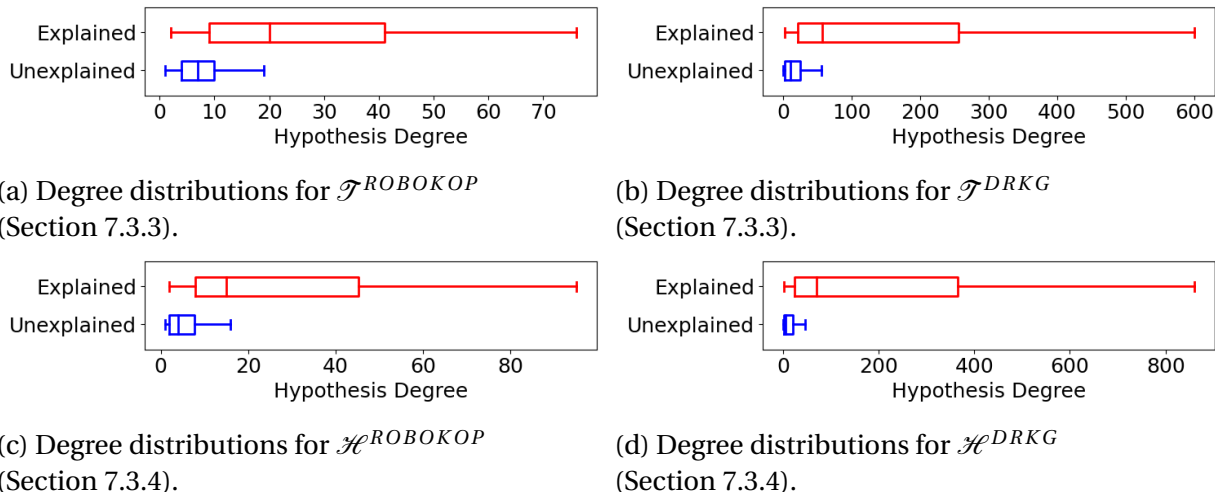 Explained
Unexplained
0 10 20 30 40 50 60 70
Hypothesis Degree
(a) Degree distributions for 𝒯^ROBOKOP
(Section 7.3.3).
Explained
Unexplained
0 100 200 300 400 500 600
Hypothesis Degree
(b) Degree distributions for 𝒯^DRKG
(Section 7.3.3).
Explained
Unexplained
0 20 40 60 80
Hypothesis Degree
(c) Degree distributions for ℋ^ROBOKOP
(Section 7.3.4).
Explained
Unexplained
0 200 400 600 800
Hypothesis Degree
(d) Degree distributions for ℋ^DRKG
(Section 7.3.4).